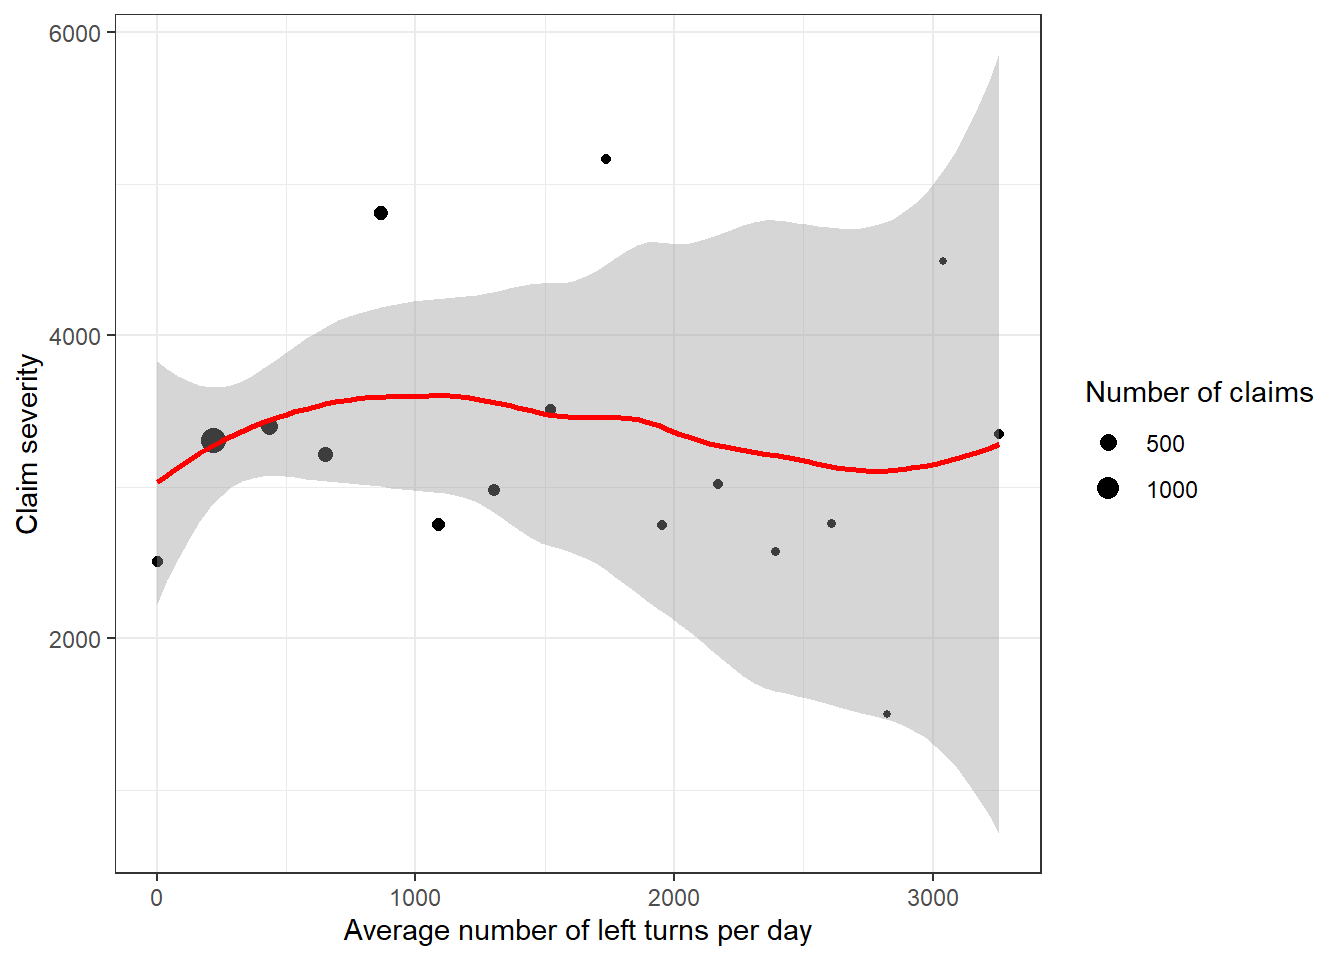 6000
4000
2000
Claim severity
0 1000 2000 3000
Average number of left turns per day
Number of claims
500
1000